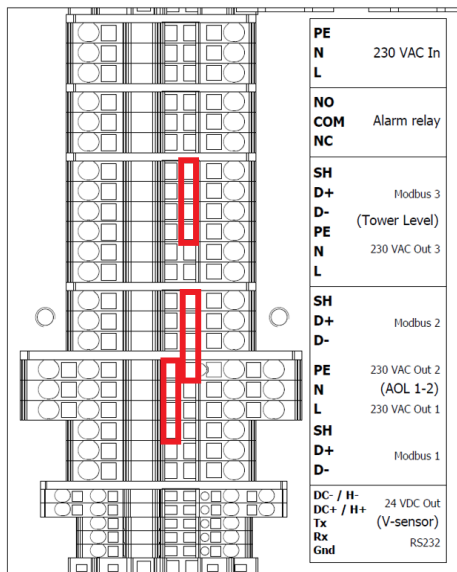 PE
N 230 VAC In
L
NO
COM Alarm relay
NC
SH
D+ Modbus 3
D- (Tower Level)
PE
N 230 VAC Out 3
L
SH
D+ Modbus 2
D-
PE 230 VAC Out 2
N (AOL 1-2)
L 230 VAC Out 1
SH
D+ Modbus 1
D-
DC- / H- 24 VDC Out
DC+ / H+
Tx (V-sensor)
Rx RS232
Gnd